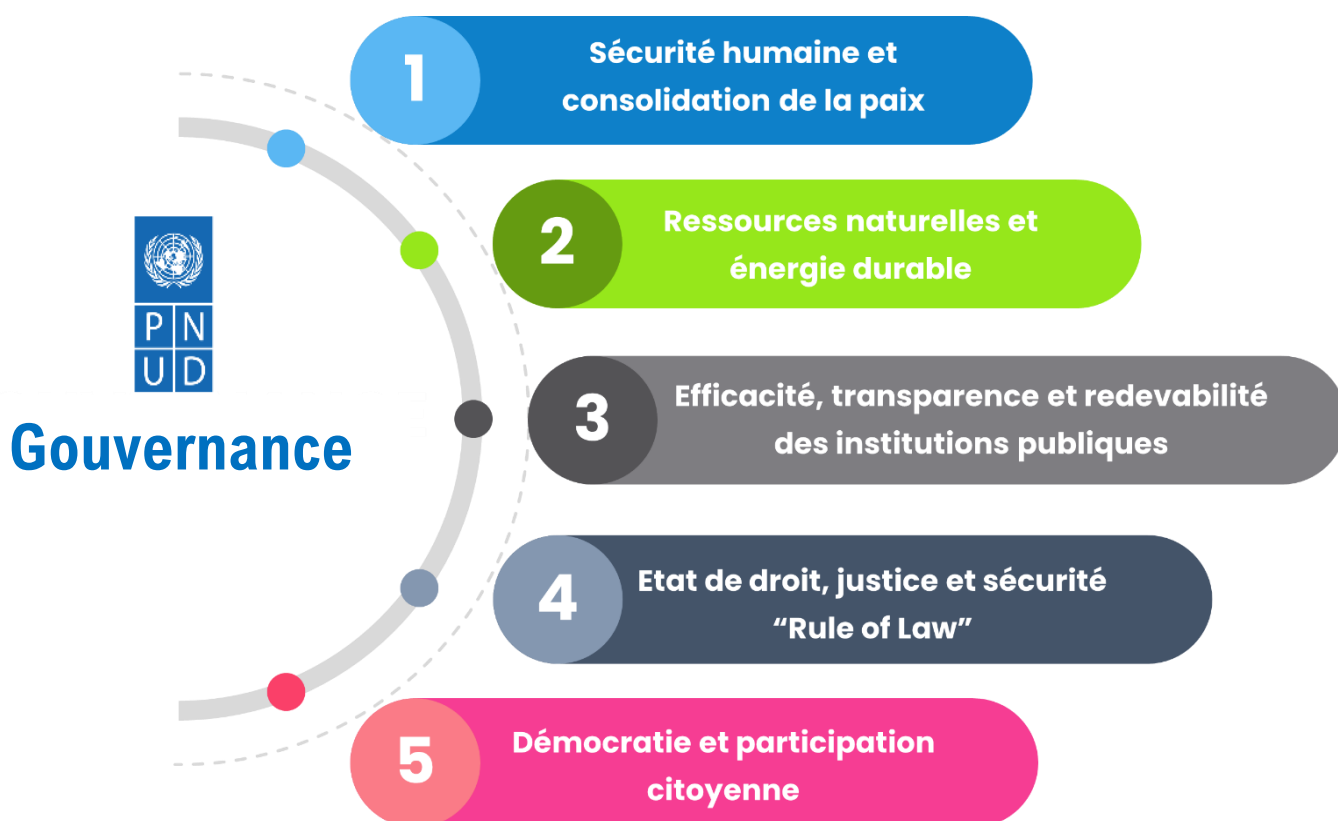 1
Sécurité humaine et
consolidation de la paix
2
Ressources naturelles et
énergie durable
P N
U D
Gouvernance
3
Efficacité, transparence et redevabilité
des institutions publiques
4
Etat de droit, justice et sécurité
“Rule of Law”
5
Démocratie et participation
citoyenne